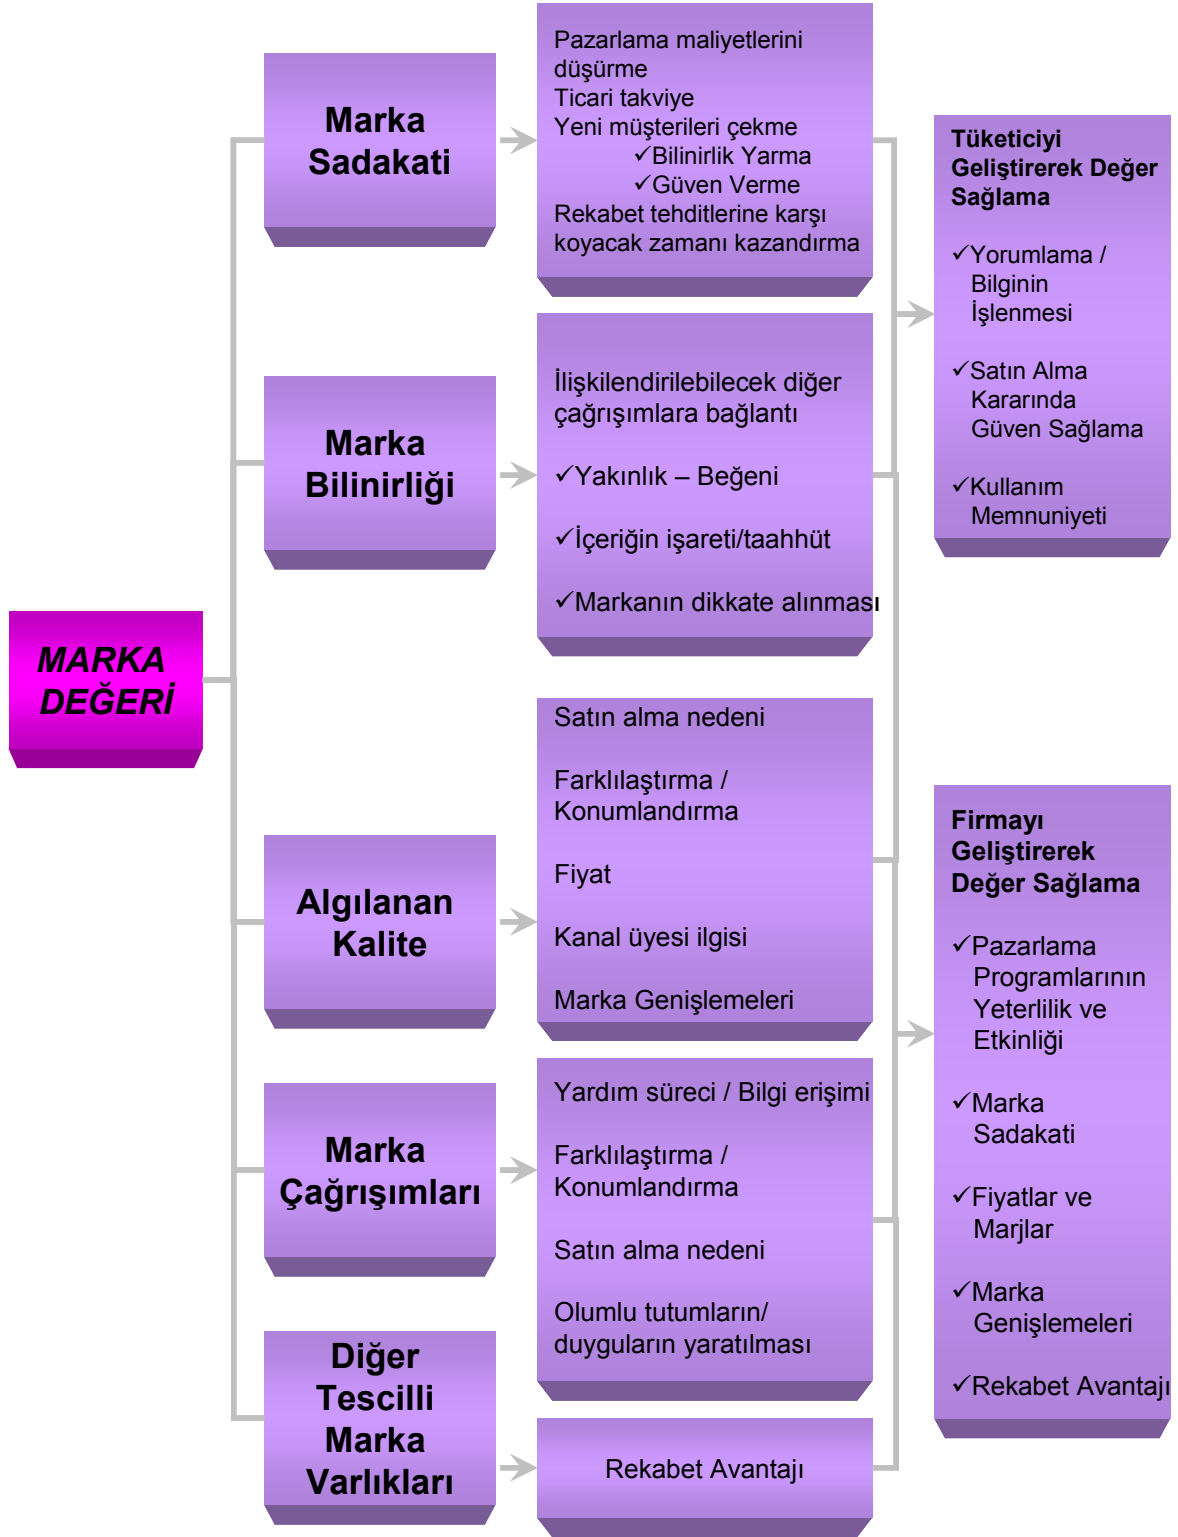 MARKA
DEĞERİ
Marka
Sadakati
Pazarlama maliyetlerini
düşürme
Ticari takviye
Yeni müşterileri çekme
✓Bilinirlik Yarma
✓Güven Verme
Rekabet tehditlerine karşı
koyacak zamanı kazandırma
Marka
Bilinirliği
İlişkilendirilebilecek diğer
çağrışımlara bağlantı
✓Yakınlık – Beğeni
✓İçeriğin işareti/taahhüt
✓Markanın dikkate alınması
Algılanan
Kalite
Satın alma nedeni
Farklılaştırma /
Konumlandırma
Fiyat
Kanal üyesi ilgisi
Marka Genişlemeleri
Marka
Çağrışımları
Yardım süreci / Bilgi erişimi
Farklılaştırma /
Konumlandırma
Satın alma nedeni
Olumlu tutumların/
duyguların yaratılması
Diğer
Tescilli
Marka
Varlıkları
Rekabet Avantajı
Tüketiciyi
Geliştirerek Değer
Sağlama
✓Yorumlama /
Bilginin
İşlenmesi
✓Satın Alma
Kararında
Güven Sağlama
✓Kullanım
Memnuniyeti
Firmayı
Geliştirerek
Değer Sağlama
✓Pazarlama
Programlarının
Yeterlilik ve
Etkinliği
✓Marka
Sadakati
✓Fiyatlar ve
Marjlar
✓Marka
Genişlemeleri
✓Rekabet Avantajı